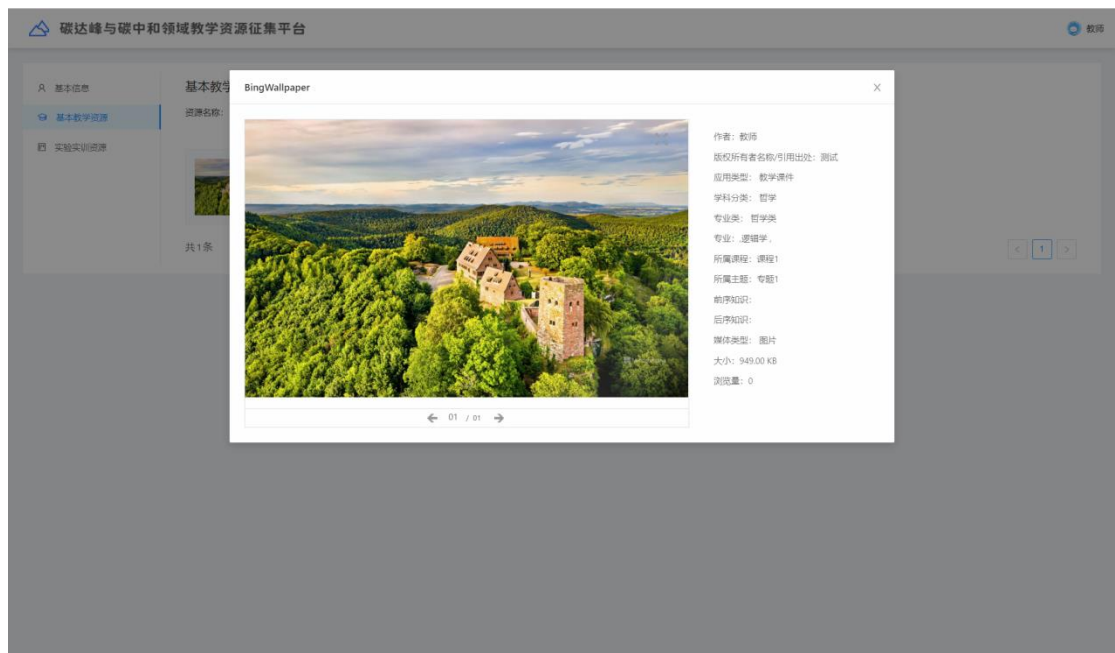 碳达峰与碳中和领域教学资源征集平台
教师
基本信息
基本教学资源
实验实训资源
基本教学
资源名称:
共1条
< 1 >
BingWallpaper
X
作者: 教师
版权所有者名称/引用出处: 测试
应用类型: 教学课件
学科分类: 哲学
专业类: 哲学类
专业: ,逻辑学,
所属课程: 课程1
所属主题: 专题1
前序知识:
后序知识:
媒体类型: 图片
大小: 949.00 KB
浏览量: 0
01 / 01